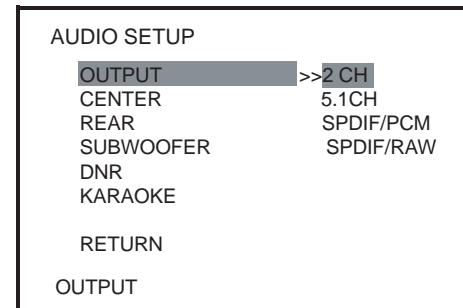 AUDIO SETUP
OUTPUT >>2 CH
CENTER 5.1CH
REAR SPDIF/PCM
SUBWOOFER SPDIF/RAW
DNR
KARAOKE
RETURN
OUTPUT